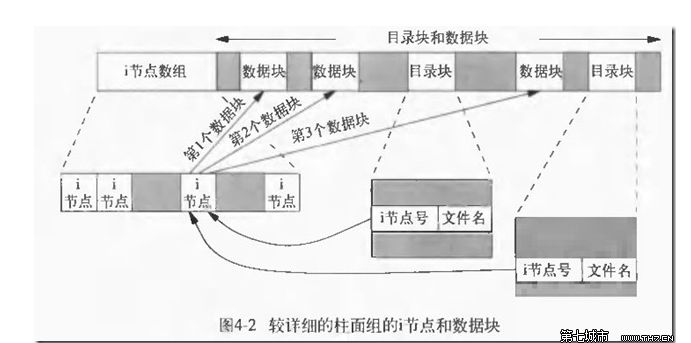 目录块和数据块
i节点数组
数据块
数据块
目录块
数据块
目录块
第1个数据块
第2个数据块
第3个数据块
i
节点
i
节点
i
节点
i
节点
i节点号
文件名
i节点号
文件名
图4-2 较详细的柱面组的i节点和数据块
第七城市 www.TH7.CN